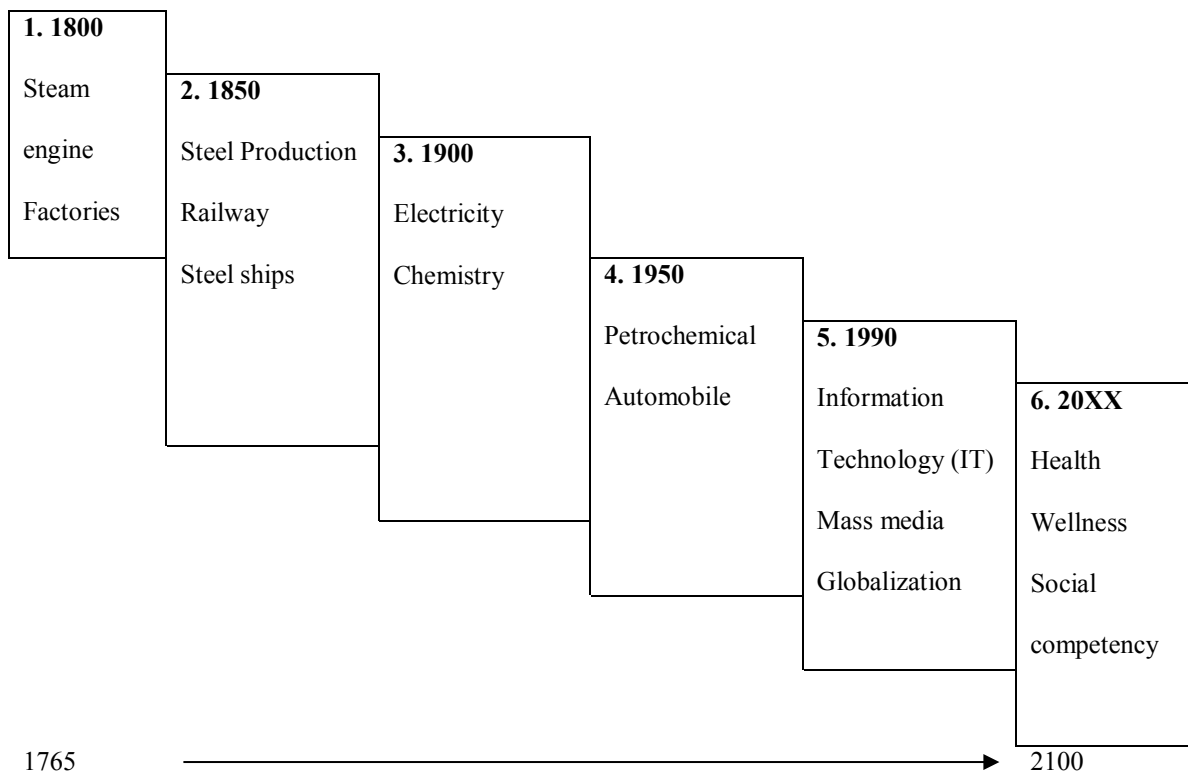 1. 1800
Steam
engine
Factories
2. 1850
Steel Production
Railway
Steel ships
3. 1900
Electricity
Chemistry
4. 1950
Petrochemical
Automobile
5. 1990
Information
Technology (IT)
Mass media
Globalization
6. 20XX
Health
Wellness
Social
competency
1765
2100